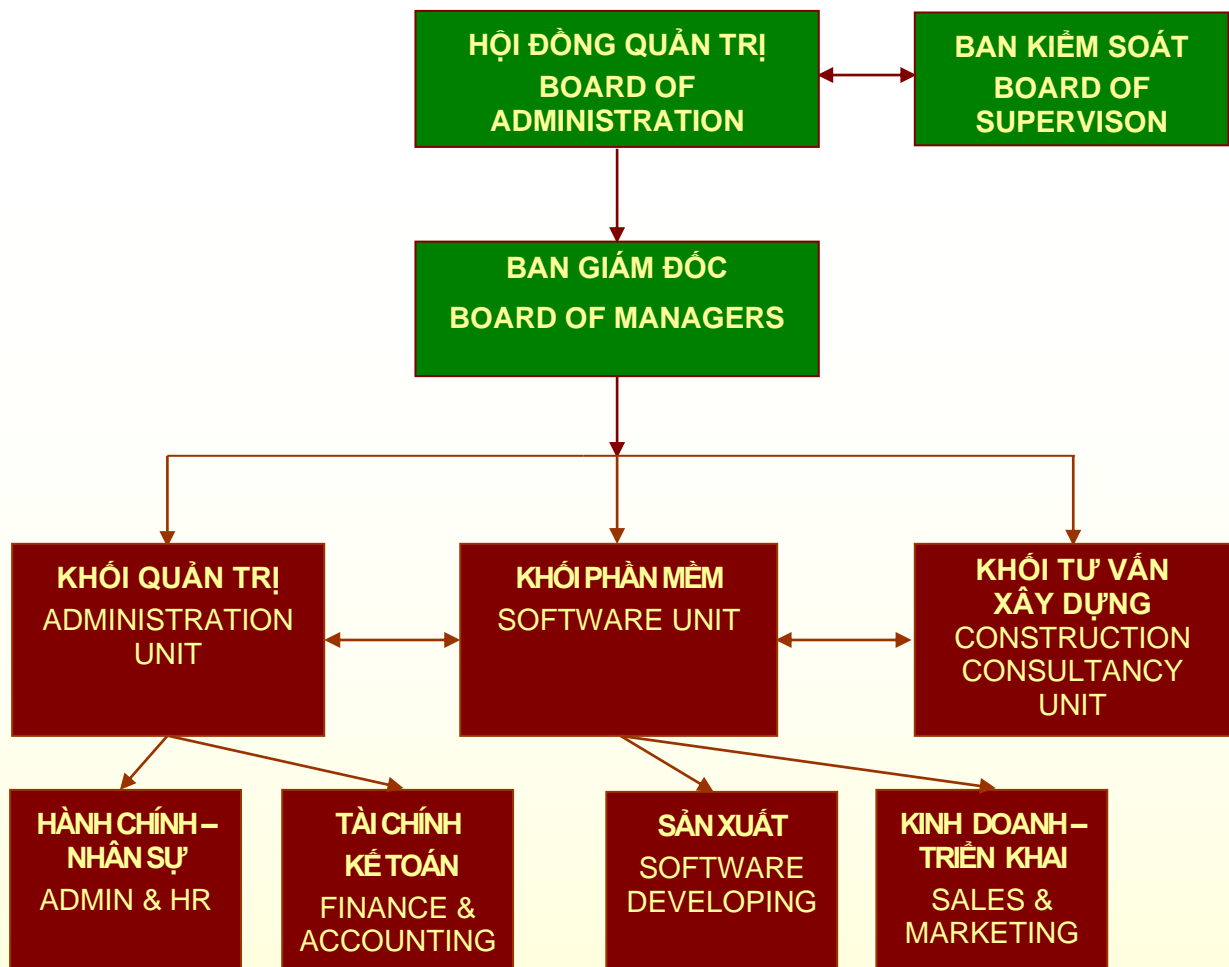 HỘI ĐỒNG QUẢN TRỊ
BOARD OF
ADMINISTRATION
BAN KIỂM SOÁT
BOARD OF
SUPERVISON
BAN GIÁM ĐỐC
BOARD OF MANAGERS
KHỐI QUẢN TRỊ
ADMINISTRATION
UNIT
KHỐI PHẦN MỀM
SOFTWARE UNIT
KHỐI TƯ VẤN
XÂY DỰNG
CONSTRUCTION
CONSULTANCY
UNIT
HÀNH CHÍNH –
NHÂN SỰ
ADMIN & HR
TÀI CHÍNH
KẾ TOÁN
FINANCE &
ACCOUNTING
SẢN XUẤT
SOFTWARE
DEVELOPING
KINH DOANH –
TRIỂN KHAI
SALES &
MARKETING